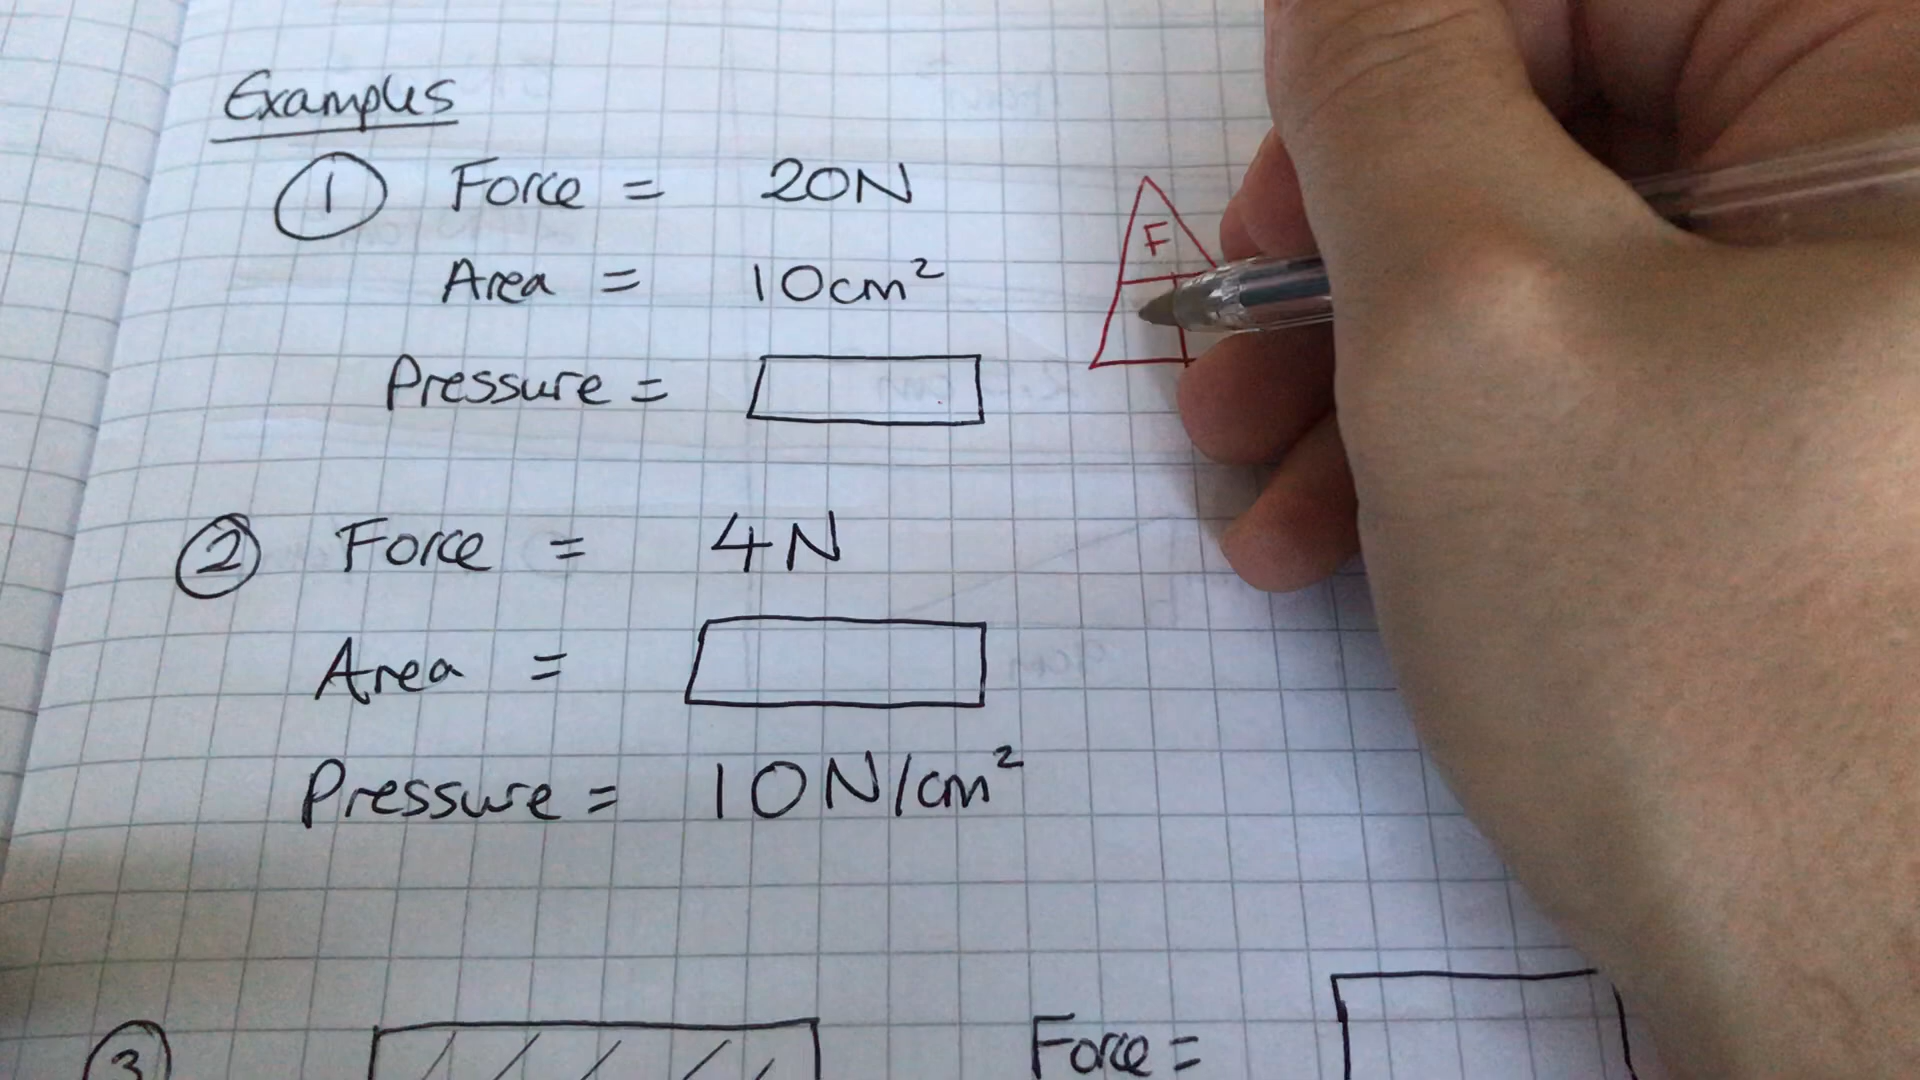 Examples
① Force = 20N
F
Area = 10cm²
Pressure =
② Force = 4N
Area =
Pressure = 10N/cm²
③ Force =